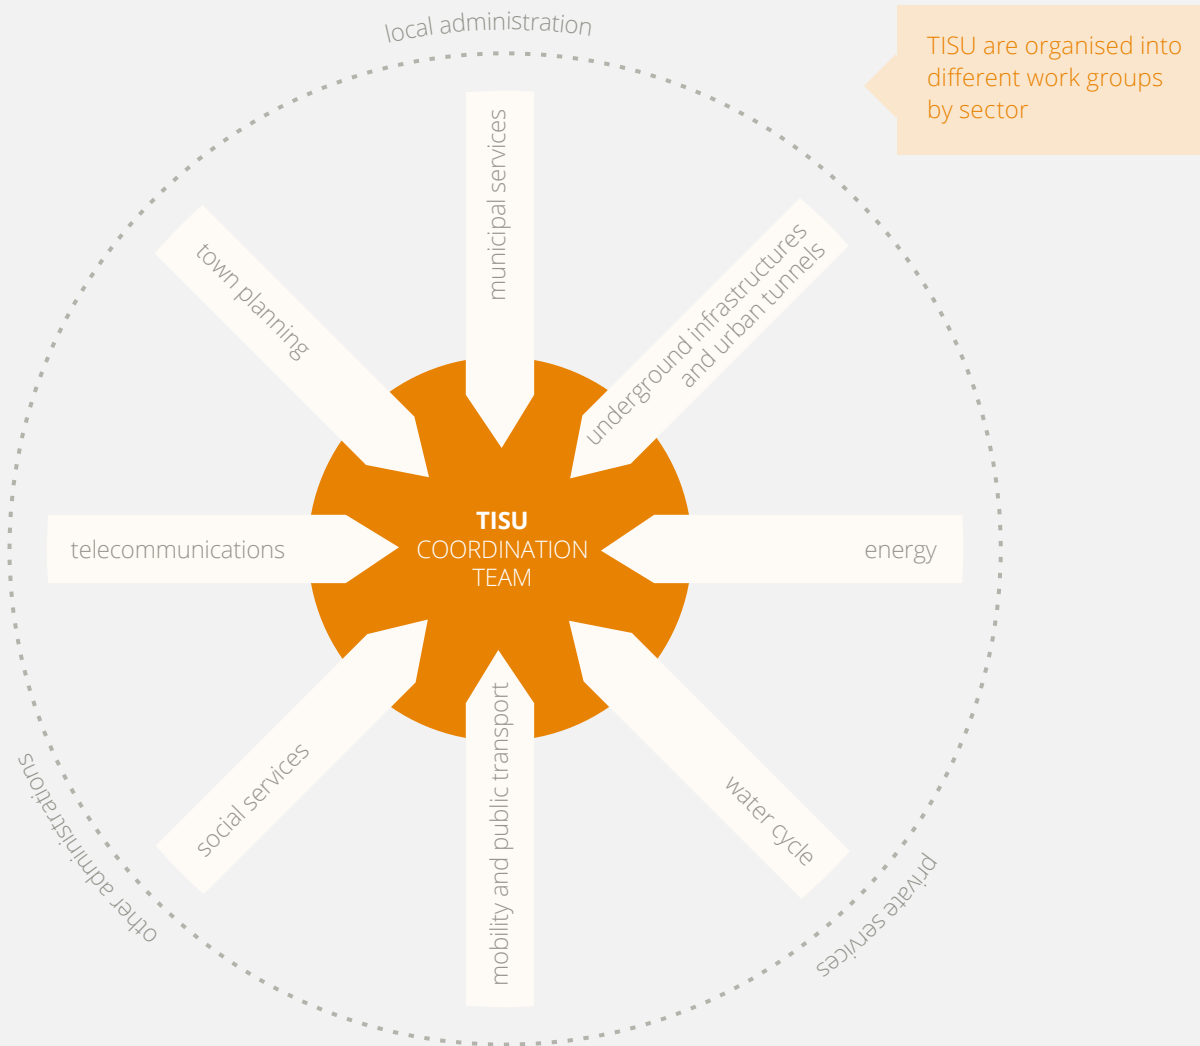 local administration
TISU are organised into
different work groups
by sector
municipal services
town planning
underground infrastructures
and urban tunnels
telecommunications
TISU
COORDINATION
TEAM
energy
social services
mobility and public transport
water cycle
other administrations
private services